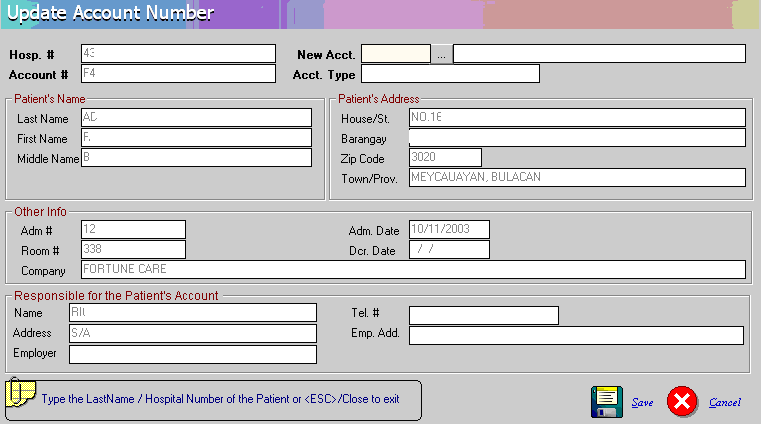 Update Account Number
Hosp. # 43 New Acct. ...
Account # F4 Acct. Type
Patient's Name Patient's Address
Last Name AD House/St. NO.16
First Name F. Barangay
Middle Name B Zip Code 3020
Town/Prov. MEYCAUAYAN, BULACAN
Other Info
Adm # 12 Adm. Date 10/11/2003
Room # 338 Dcr. Date / /
Company FORTUNE CARE
Responsible for the Patient's Account
Name Tel. #
Address S/A Emp. Add.
Employer
Type the LastName / Hospital Number of the Patient or <ESC>/Close to exit
Save Cancel